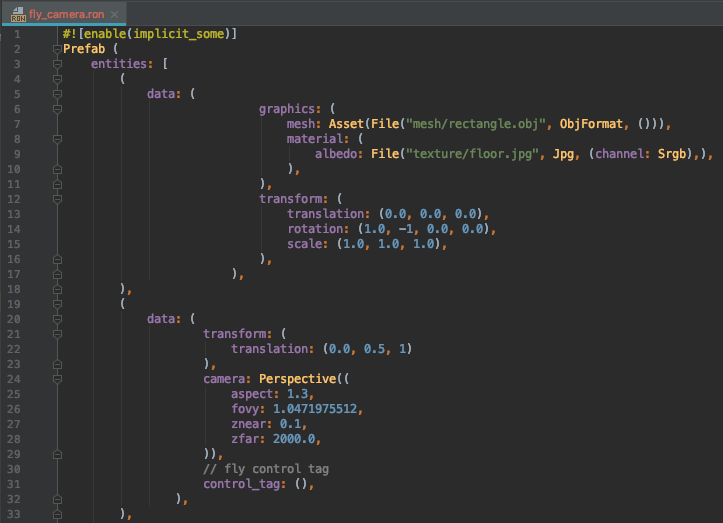 RON fly_camera.ron ×
1 #![enable(implicit_some)]
2 Prefab (
3 entities: [
4 (
5 data: (
6 graphics: (
7 mesh: Asset(File("mesh/rectangle.obj", ObjFormat, ())),
8 material: (
9 albedo: File("texture/floor.jpg", Jpg, (channel: Srgb),),
10 ),
11 ),
12 transform: (
13 translation: (0.0, 0.0, 0.0),
14 rotation: (1.0, -1, 0.0, 0.0),
15 scale: (1.0, 1.0, 1.0),
16 ),
17 ),
18 ),
19 (
20 data: (
21 transform: (
22 translation: (0.0, 0.5, 1)
23 ),
24 camera: Perspective((
25 aspect: 1.3,
26 fovy: 1.0471975512,
27 znear: 0.1,
28 zfar: 2000.0,
29 )),
30 // fly control tag
31 control_tag: (),
32 ),
33 ),